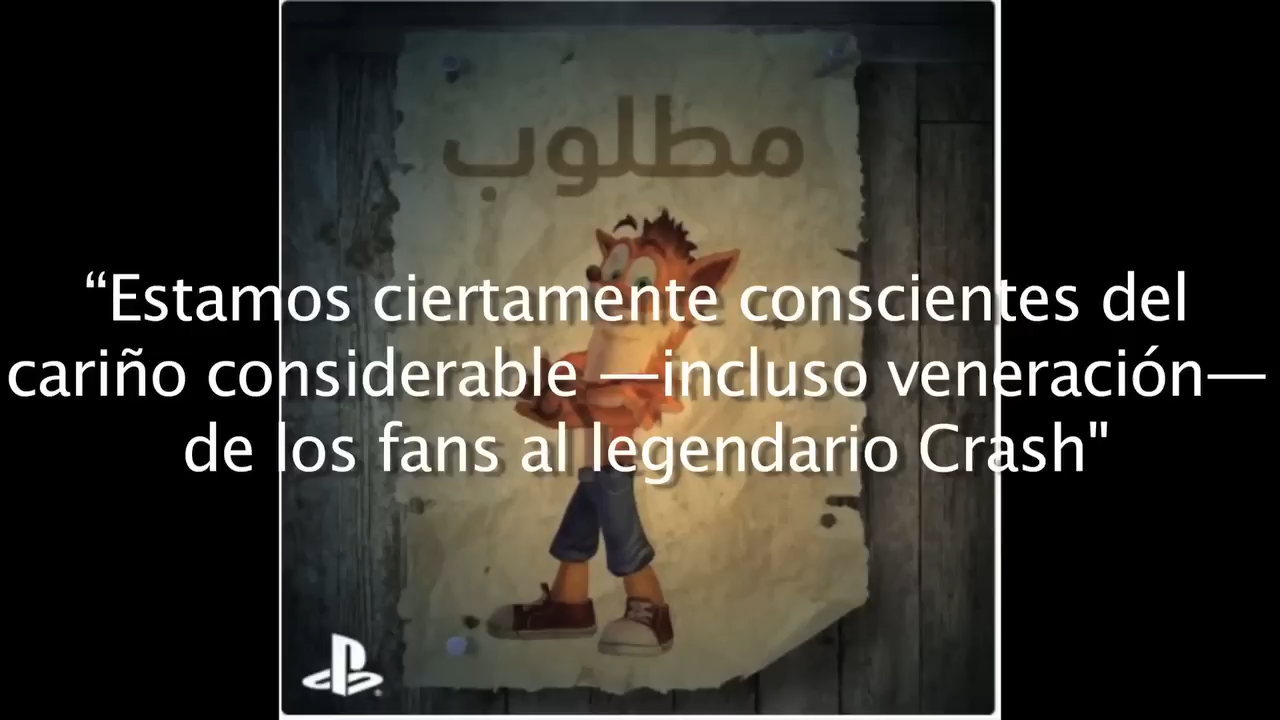 مطلوب
“Estamos ciertamente conscientes del
cariño considerable —incluso veneración—
de los fans al legendario Crash"